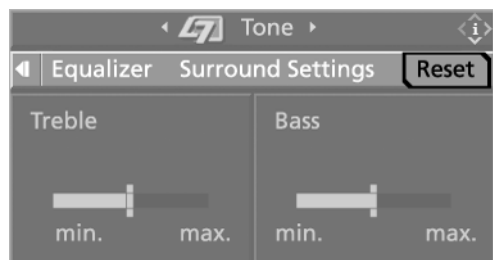 Tone
Equalizer Surround Settings Reset
Treble Bass
min. max. min. max.